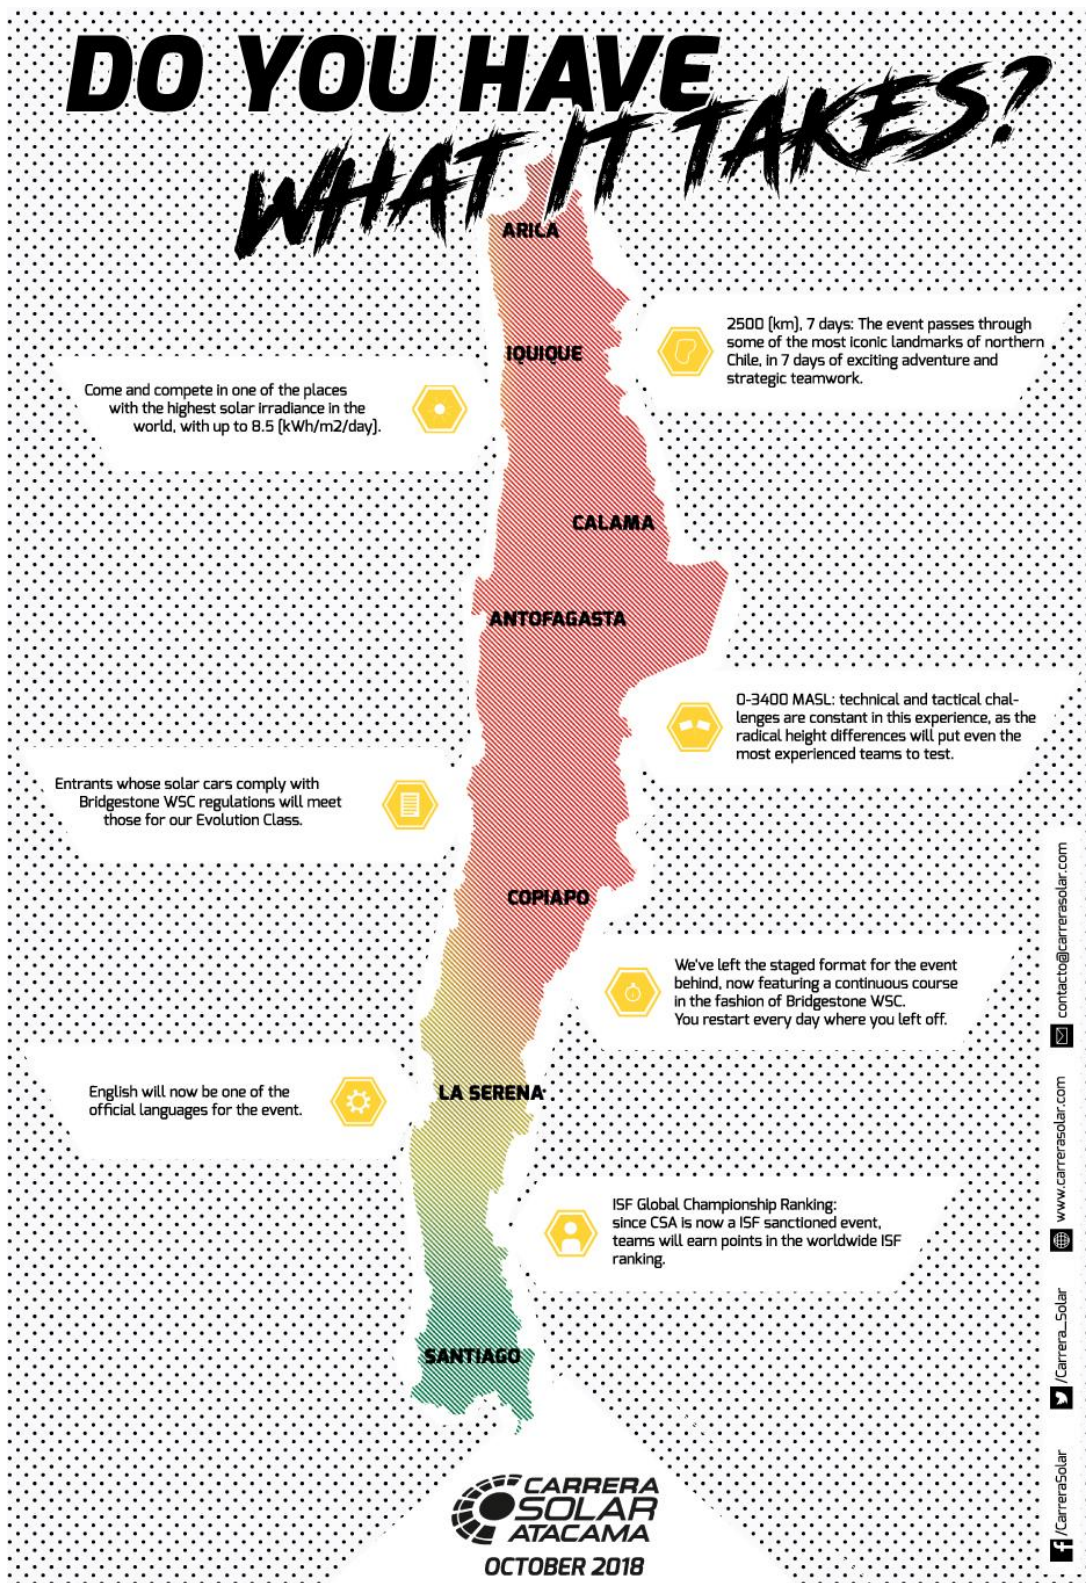 DO YOU HAVE
WHAT IT TAKES?
ARICA
IQUIQUE
2500 [km], 7 days: The event passes through
some of the most iconic landmarks of northern
Chile, in 7 days of exciting adventure and
strategic teamwork.
Come and compete in one of the places
with the highest solar irradiance in the
world, with up to 8.5 [kWh/m2/day].
CALAMA
ANTOFAGASTA
0-3400 MASL: technical and tactical chal-
lenges are constant in this experience, as the
radical height differences will put even the
most experienced teams to test.
Entrants whose solar cars comply with
Bridgestone WSC regulations will meet
those for our Evolution Class.
COPIAPO
We've left the staged format for the event
behind, now featuring a continuous course
in the fashion of Bridgestone WSC.
You restart every day where you left off.
English will now be one of the
official languages for the event.
LA SERENA
ISF Global Championship Ranking:
since CSA is now a ISF sanctioned event,
teams will earn points in the worldwide ISF
ranking.
SANTIAGO
CARRERA
SOLAR
ATACAMA
OCTOBER 2018
contacto@carrerasolar.com
www.carrerasolar.com
/Carrera_Solar
/CarreraSolar